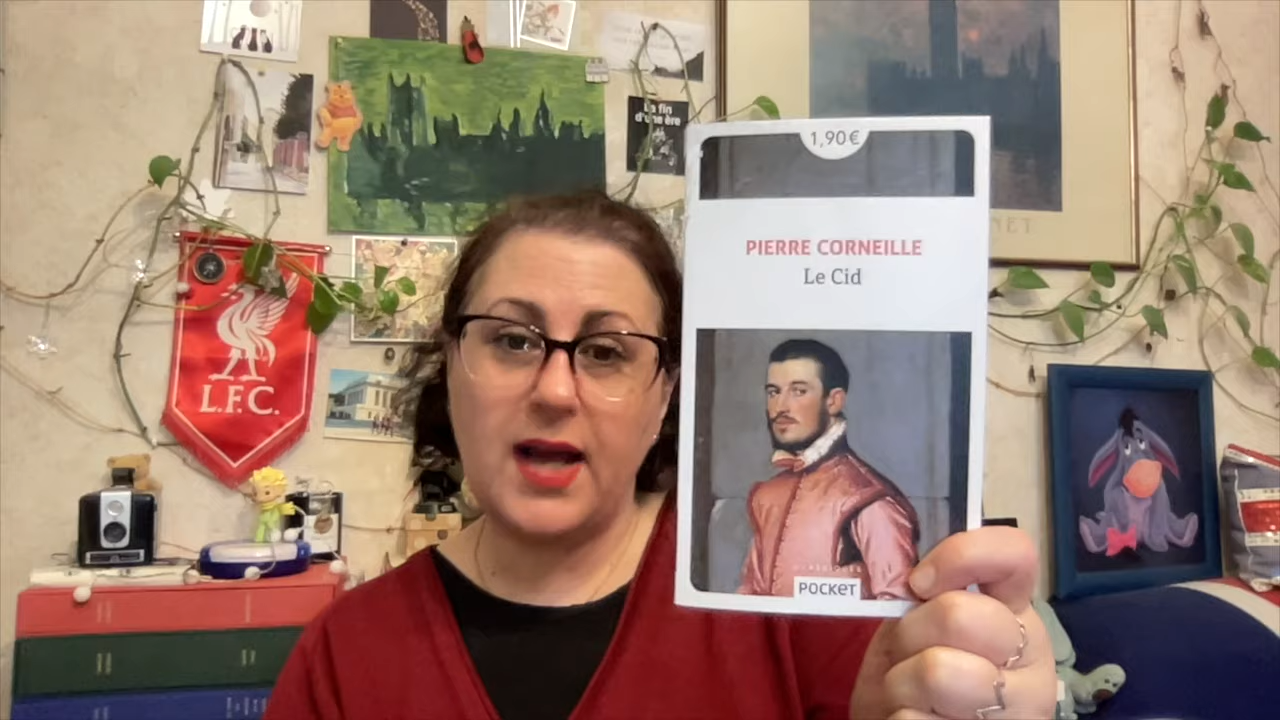 La fin
d'une ère
1,90€
PIERRE CORNEILLE
Le Cid
POCKET
L.F.C.